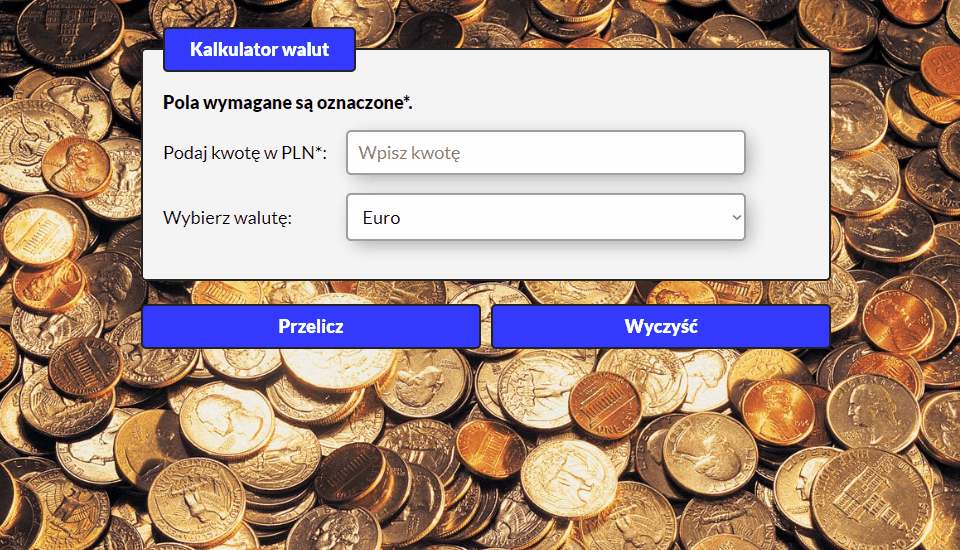 Kalkulator walut
Pola wymagane są oznaczone*.
Podaj kwotę w PLN*: Wpisz kwotę
Wybierz walutę: Euro
Przelicz Wyczyść